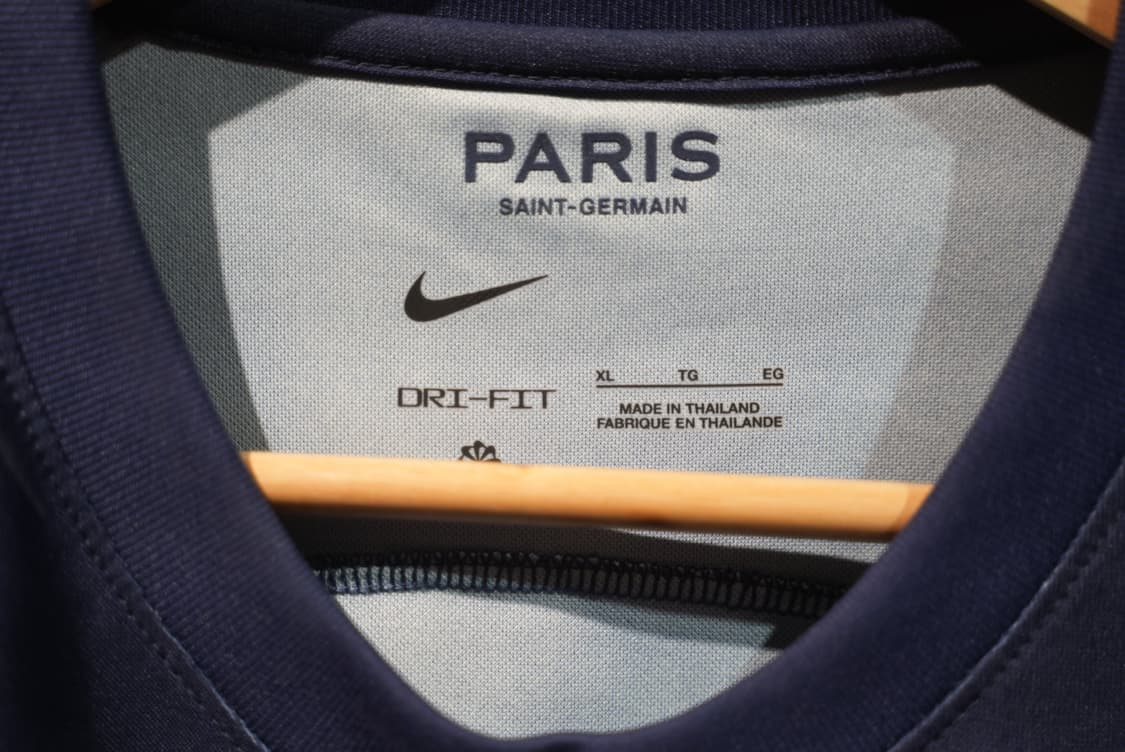 PARIS
SAINT-GERMAIN
DRI-FIT
XL TG EG
MADE IN THAILAND
FABRIQUE EN THAILANDE